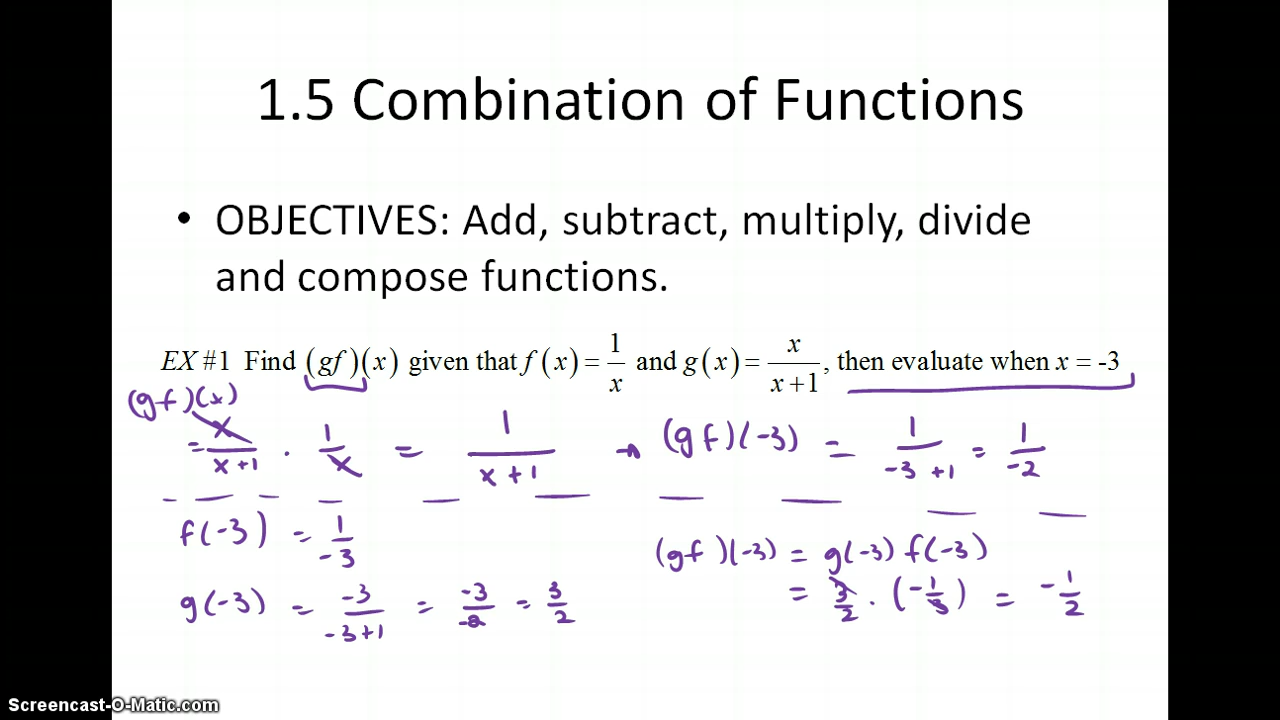 1.5 Combination of Functions
• OBJECTIVES: Add, subtract, multiply, divide
and compose functions.
EX #1 Find (gf)(x) given that f(x) = 1/x and g(x) = x/(x+1), then evaluate when x = -3
(gf)(x)
= x/(x+1) · 1/x = 1/(x+1) → (gf)(-3) = 1/(-3+1) = 1/-2
f(-3) = 1/-3
(gf)(-3) = g(-3) f(-3)
g(-3) = -3/(-3+1) = -3/-2 = 3/2
= 3/2 · (-1/3) = -1/2
Screencast-O-Matic.com